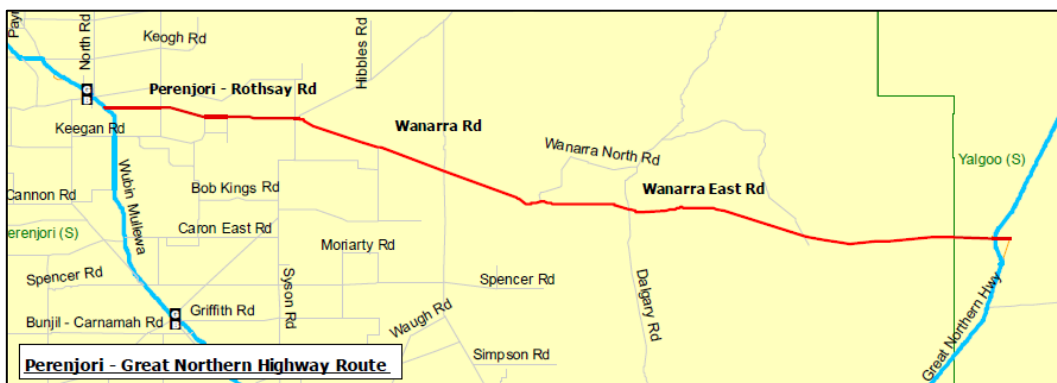 Payn
North Rd
Keogh Rd
Hibbles Rd
Perenjori - Rothsay Rd
Keegan Rd
Wanarra Rd
Wanarra North Rd
Yalgoo (S)
Wanarra East Rd
Cannon Rd
Bob Kings Rd
Wubin Mullewa
erenjori (S)
Caron East Rd
Moriarty Rd
Spencer Rd
Syson Rd
Spencer Rd
Dalgary Rd
Great Northern Hwy
Griffith Rd
Bunjil - Carnamah Rd
Waugh Rd
Simpson Rd
Perenjori - Great Northern Highway Route